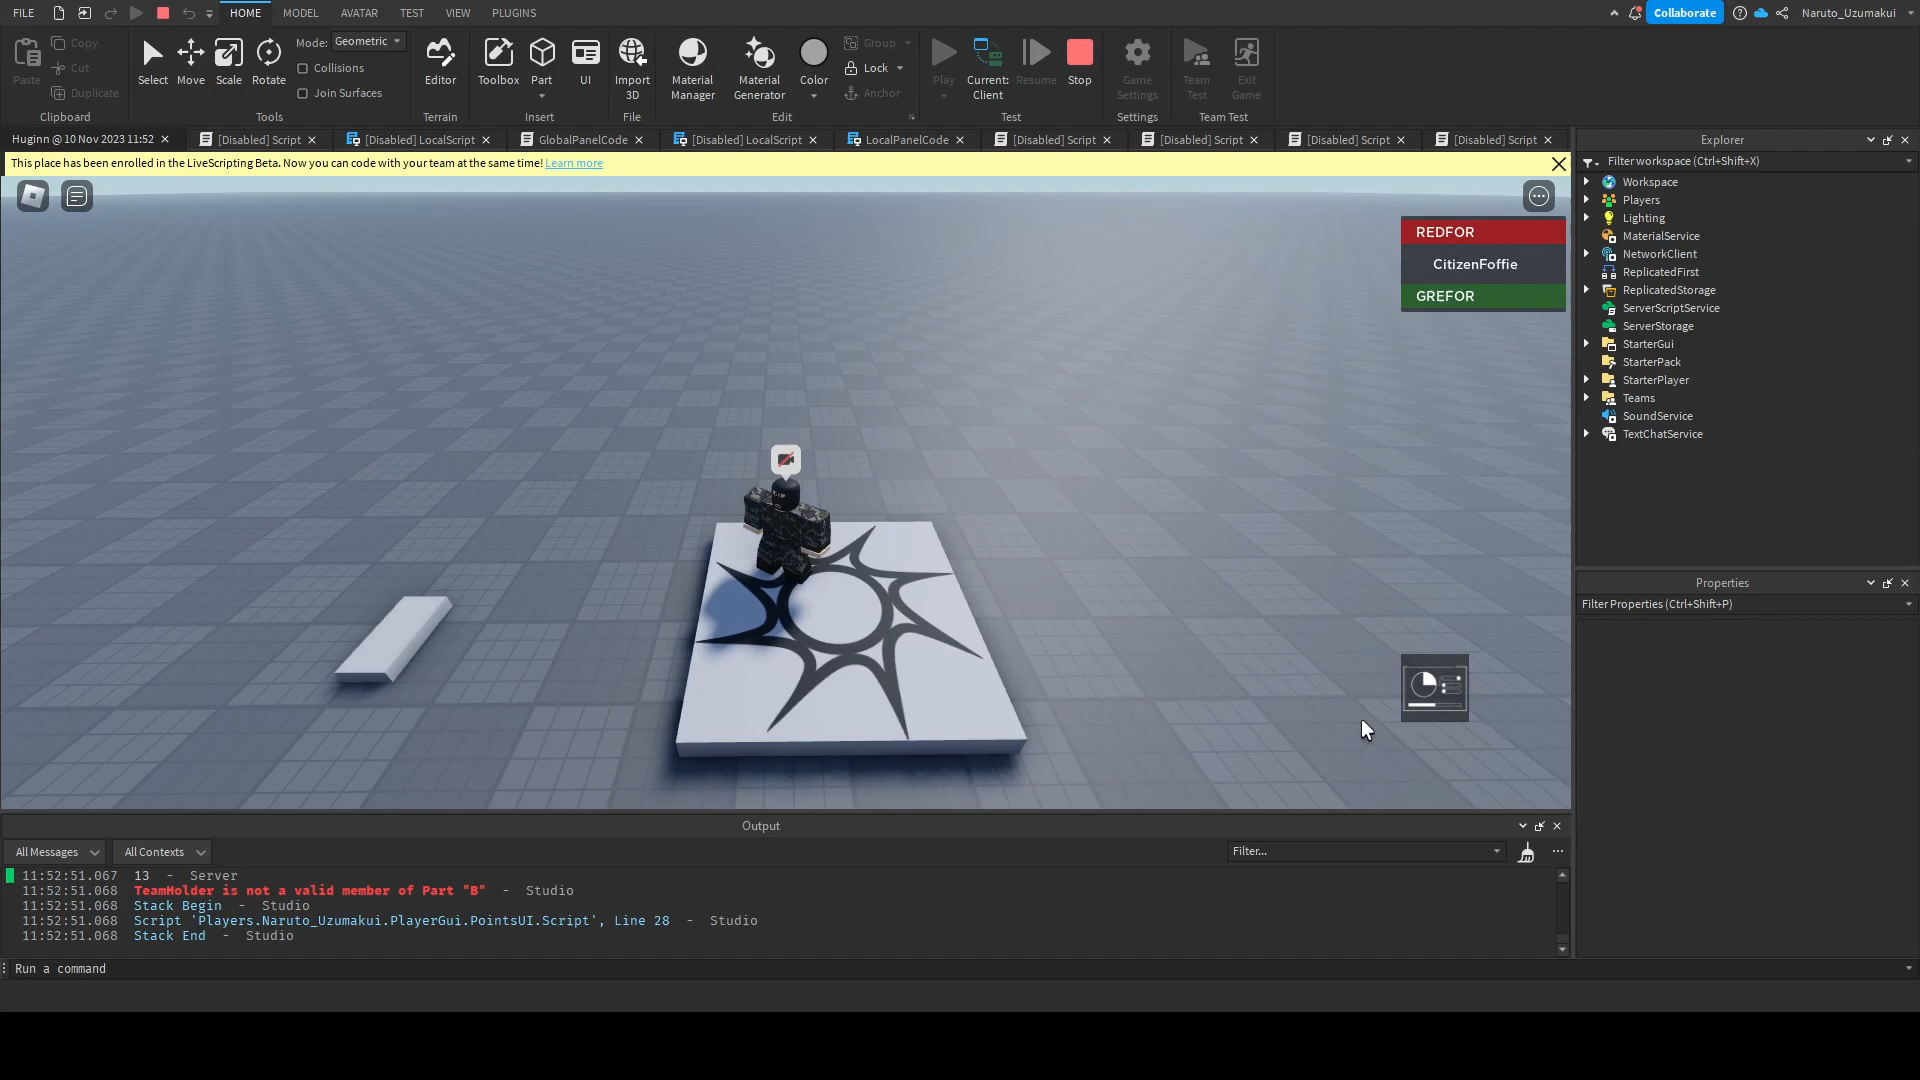 FILE HOME MODEL AVATAR TEST VIEW PLUGINS Collaborate Naruto_Uzumakui
Paste Copy Cut Duplicate Clipboard
Select Move Scale Rotate Mode: Geometric Collisions Join Surfaces Tools
Editor Terrain
Toolbox Part UI Insert
Import 3D File
Material Manager Material Generator Color Group Lock Anchor Edit
Play Current: Client Resume Stop Test
Game Settings Settings
Team Test Exit Game Team Test
Huginn @ 10 Nov 2023 11:52 [Disabled] Script [Disabled] LocalScript GlobalPanelCode [Disabled] LocalScript LocalPanelCode [Disabled] Script [Disabled] Script [Disabled] Script [Disabled] Script
This place has been enrolled in the LiveScripting Beta. Now you can code with your team at the same time! Learn more
REDFOR
CitizenFoffie
GREFOR
Explorer
Filter workspace (Ctrl+Shift+X)
Workspace
Players
Lighting
MaterialService
NetworkClient
ReplicatedFirst
ReplicatedStorage
ServerScriptService
ServerStorage
StarterGui
StarterPack
StarterPlayer
Teams
SoundService
TextChatService
Properties
Filter Properties (Ctrl+Shift+P)
Output
All Messages All Contexts Filter...
11:52:51.067 13 - Server
11:52:51.068 TeamHolder is not a valid member of Part "B" - Studio
11:52:51.068 Stack Begin - Studio
11:52:51.068 Script 'Players.Naruto_Uzumakui.PlayerGui.PointsUI.Script', Line 28 - Studio
11:52:51.068 Stack End - Studio
Run a command